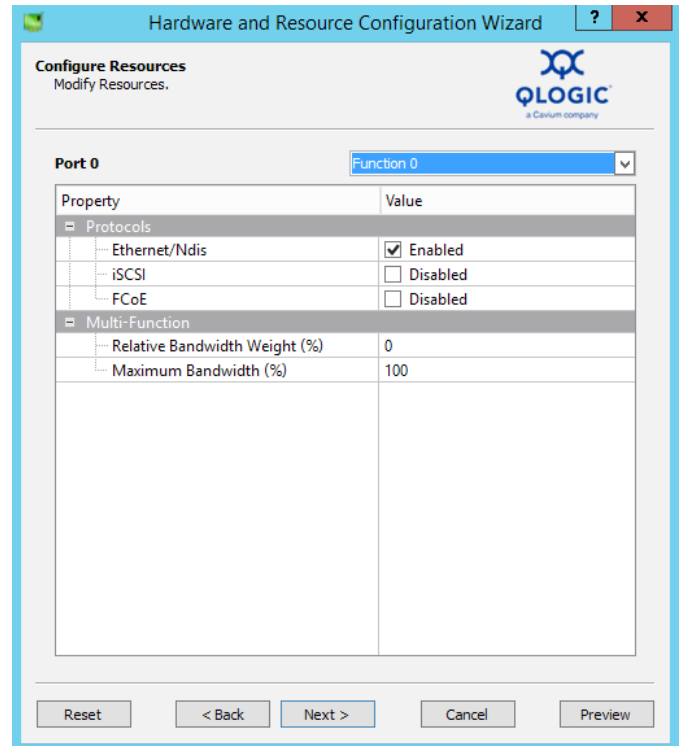 Hardware and Resource Configuration Wizard ? x
Configure Resources
Modify Resources.
QLOGIC
a Cavium company
Port 0 Function 0
Property Value
Protocols
Ethernet/Ndis Enabled
iSCSI Disabled
FCoE Disabled
Multi-Function
Relative Bandwidth Weight (%) 0
Maximum Bandwidth (%) 100
Reset < Back Next > Cancel Preview